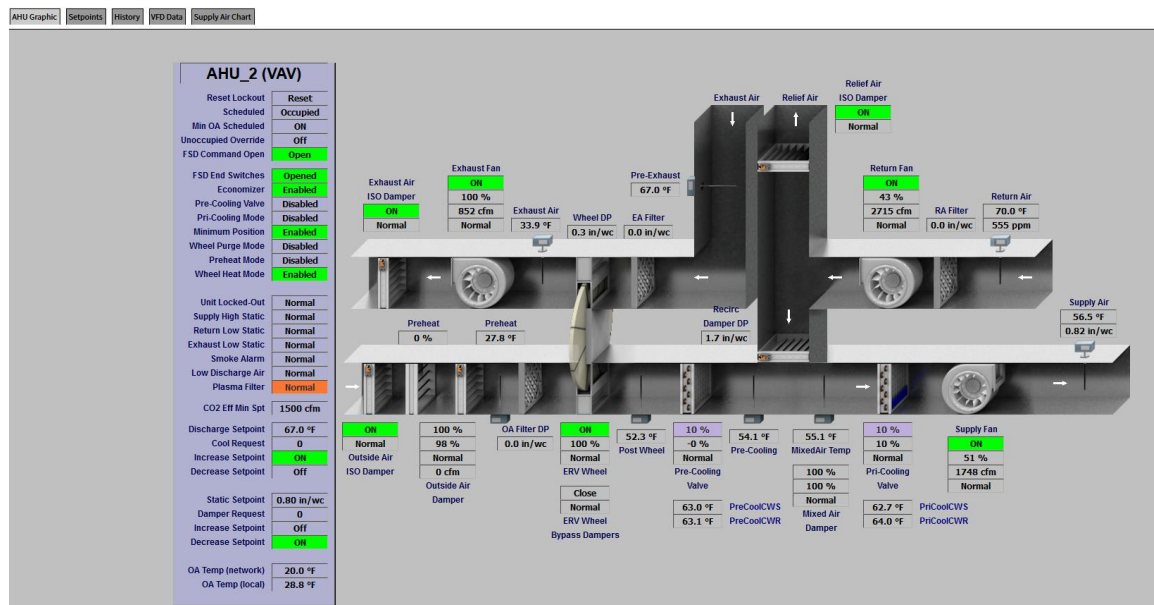 AHU Graphic Setpoints History VFD Data Supply Air Chart
AHU_2 (VAV)
Reset Lockout Reset
Scheduled Occupied
Min OA Scheduled ON
Unoccupied Override Off
FSD Command Open Open
FSD End Switches Opened
Economizer Enabled
Pre-Cooling Valve Disabled
Pri-Cooling Mode Disabled
Minimum Position Enabled
Wheel Purge Mode Disabled
Preheat Mode Disabled
Wheel Heat Mode Enabled
Unit Locked-Out Normal
Supply High Static Normal
Return Low Static Normal
Exhaust Low Static Normal
Smoke Alarm Normal
Low Discharge Air Normal
Plasma Filter Normal
CO2 Eff Min Spt 1500 cfm
Discharge Setpoint 67.0 °F
Cool Request 0
Increase Setpoint ON
Decrease Setpoint Off
Static Setpoint 0.80 in/wc
Damper Request 0
Increase Setpoint Off
Decrease Setpoint ON
OA Temp (network) 20.0 °F
OA Temp (local) 28.8 °F
Exhaust Air
ISO Damper
ON
Normal
Exhaust Fan
ON
100 %
852 cfm
Normal
Exhaust Air
33.9 °F
Wheel DP
0.3 in/wc
EA Filter
0.0 in/wc
Pre-Exhaust
67.0 °F
Exhaust Air
Relief Air
Relief Air
ISO Damper
ON
Normal
Return Fan
ON
43 %
2715 cfm
Normal
RA Filter
0.0 in/wc
Return Air
70.0 °F
555 ppm
Preheat
0 %
Preheat
27.8 °F
Recirc
Damper DP
1.7 in/wc
Supply Air
56.5 °F
0.82 in/wc
ON
Normal
Outside Air
ISO Damper
100 %
98 %
Normal
0 cfm
Outside Air
Damper
OA Filter DP
0.0 in/wc
ON
100 %
Normal
ERV Wheel
Close
Normal
ERV Wheel
Bypass Dampers
52.3 °F
Post Wheel
10 %
-0 %
Normal
Pre-Cooling
Valve
63.0 °F PreCoolCWS
63.1 °F PreCoolCWR
54.1 °F
Pre-Cooling
55.1 °F
MixedAir Temp
100 %
100 %
Normal
Mixed Air
Damper
10 %
10 %
Normal
Pri-Cooling
Valve
62.7 °F PriCoolCWS
64.0 °F PriCoolCWR
Supply Fan
ON
51 %
1748 cfm
Normal